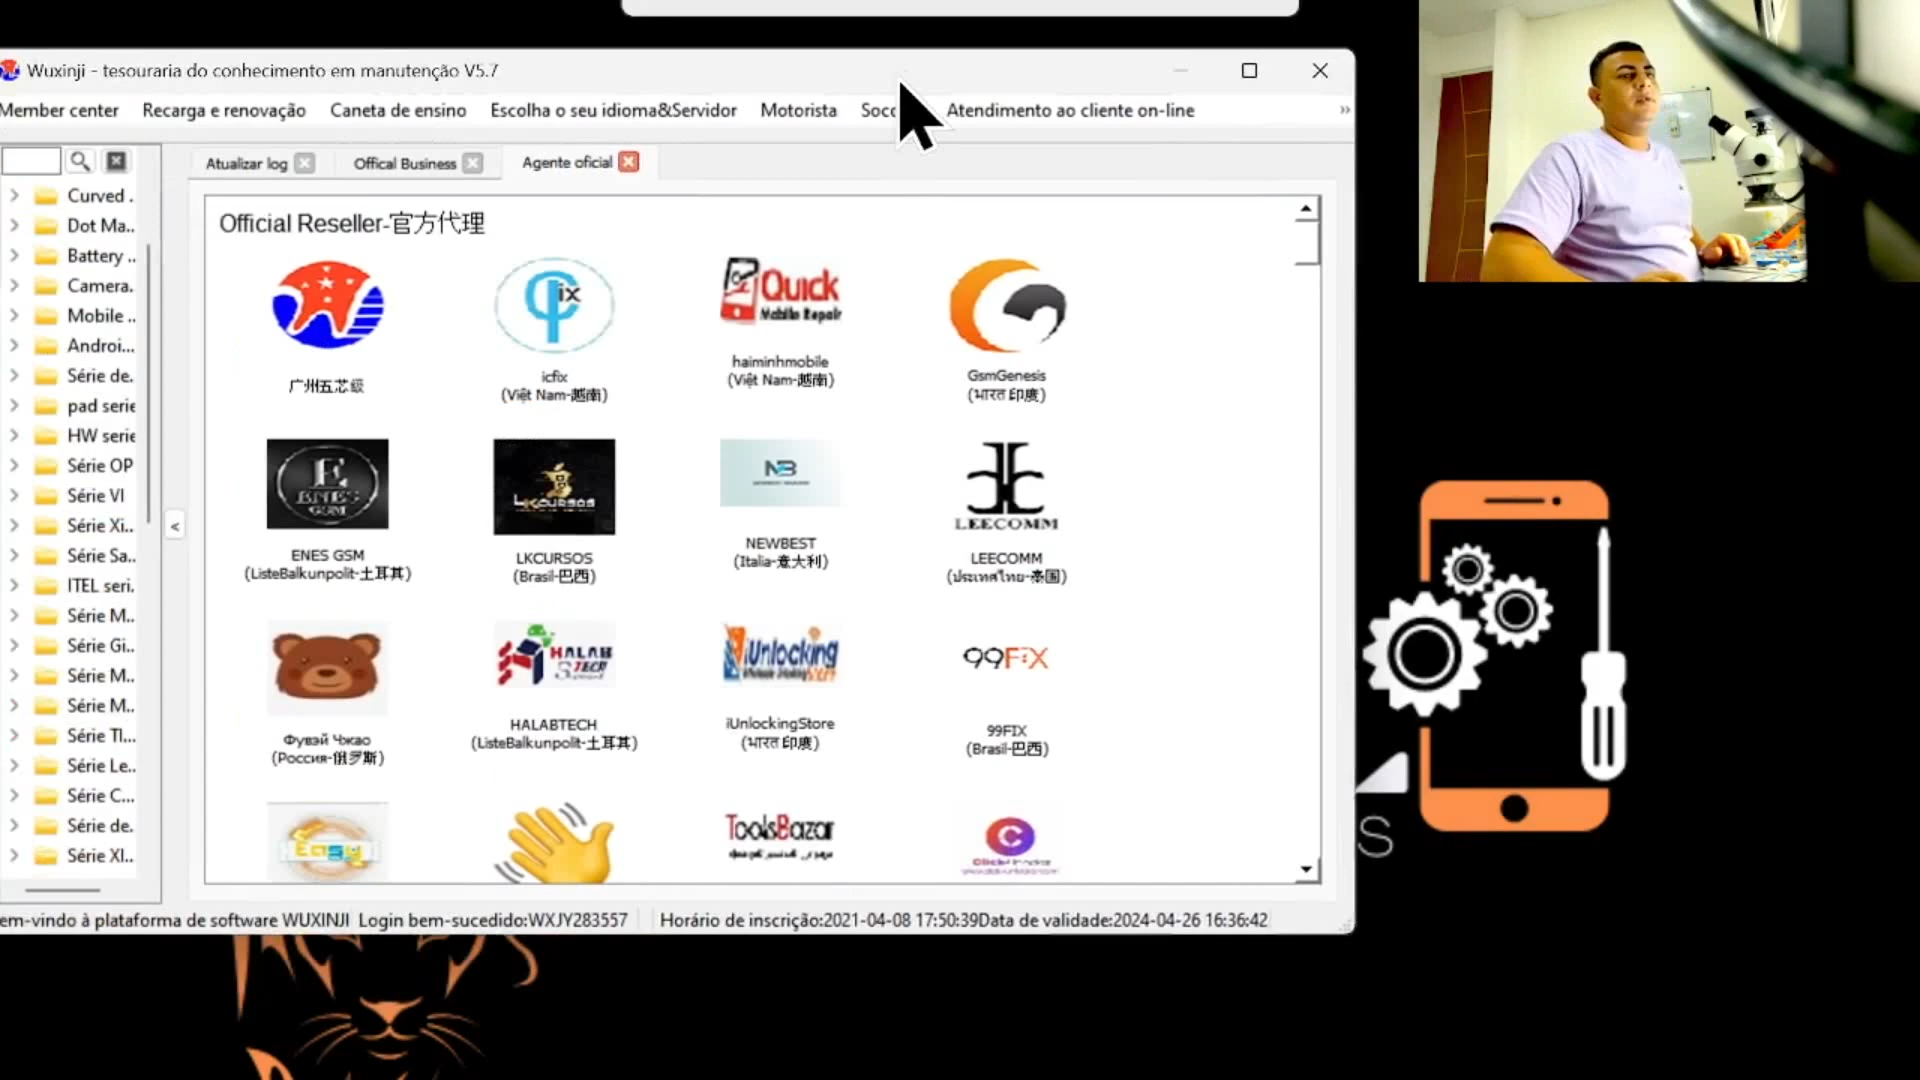 Wuxinji - tesouraria do conhecimento em manutenção V5.7
Member center Recarga e renovação Caneta de ensino Escolha o seu idioma&Servidor Motorista Atendimento ao cliente on-line »
Atualizar log Offical Business Agente oficial
Curved .
Dot Ma..
Battery ..
Camera.
Mobile ..
Androi...
Série de.
pad serie
HW serie
Série OP
Série VI
Série Xi..
Série Sa..
ITEL seri.
Série M..
Série Gi..
Série M..
Série M..
Série Tl...
Série Le..
Série C...
Série de.
Série Xl..
<
Official Reseller-官方代理
ix
Quick
Mobile Repair
广州五芯级
icfix
(Việt Nam-越南)
haiminhmobile
(Việt Nam-越南)
GsmGenesis
(भारत 印度)
E
ENES
GSM
LKCURSOS
NB
LEECOMM
ENES GSM
(ListeBalkunpolit-土耳其)
LKCURSOS
(Brasil-巴西)
NEWBEST
(Italia-意大利)
LEECOMM
(ประเทศไทย-泰国)
HALAB
TECH
iUnlocking
99FiX
Фувэй Чжао
(Россия-俄罗斯)
HALABTECH
(ListeBalkunpolit-土耳其)
iUnlockingStore
(भारत 印度)
99FIX
(Brasil-巴西)
Easy
ToolsBazar
C
em-vindo à plataforma de software WUXINJI Login bem-sucedido:WXJY283557 Horário de inscrição:2021-04-08 17:50:39Data de validade:2024-04-26 16:36:42
S